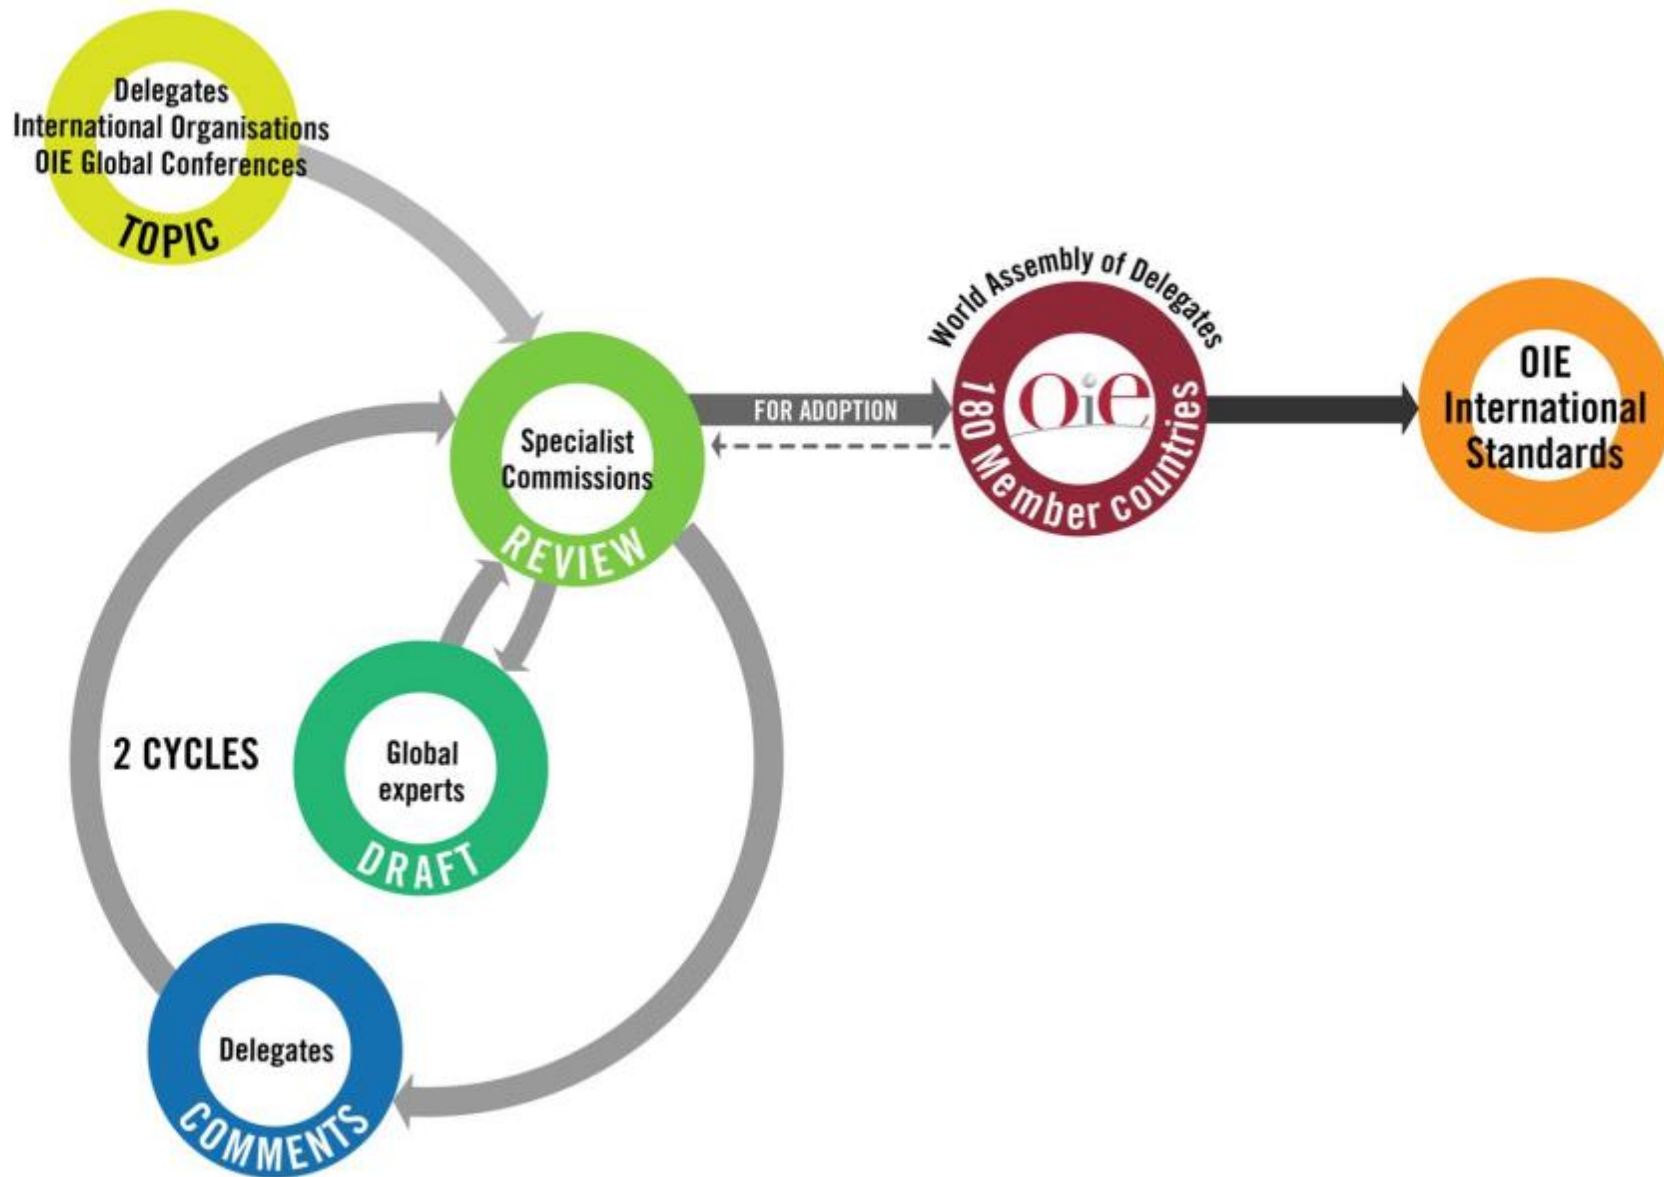 Delegates
International Organisations
OIE Global Conferences
TOPIC
Specialist
Commissions
REVIEW
FOR ADOPTION
World Assembly of Delegates
OiE
180 Member countries
OIE
International
Standards
2 CYCLES
Global
experts
DRAFT
Delegates
COMMENTS